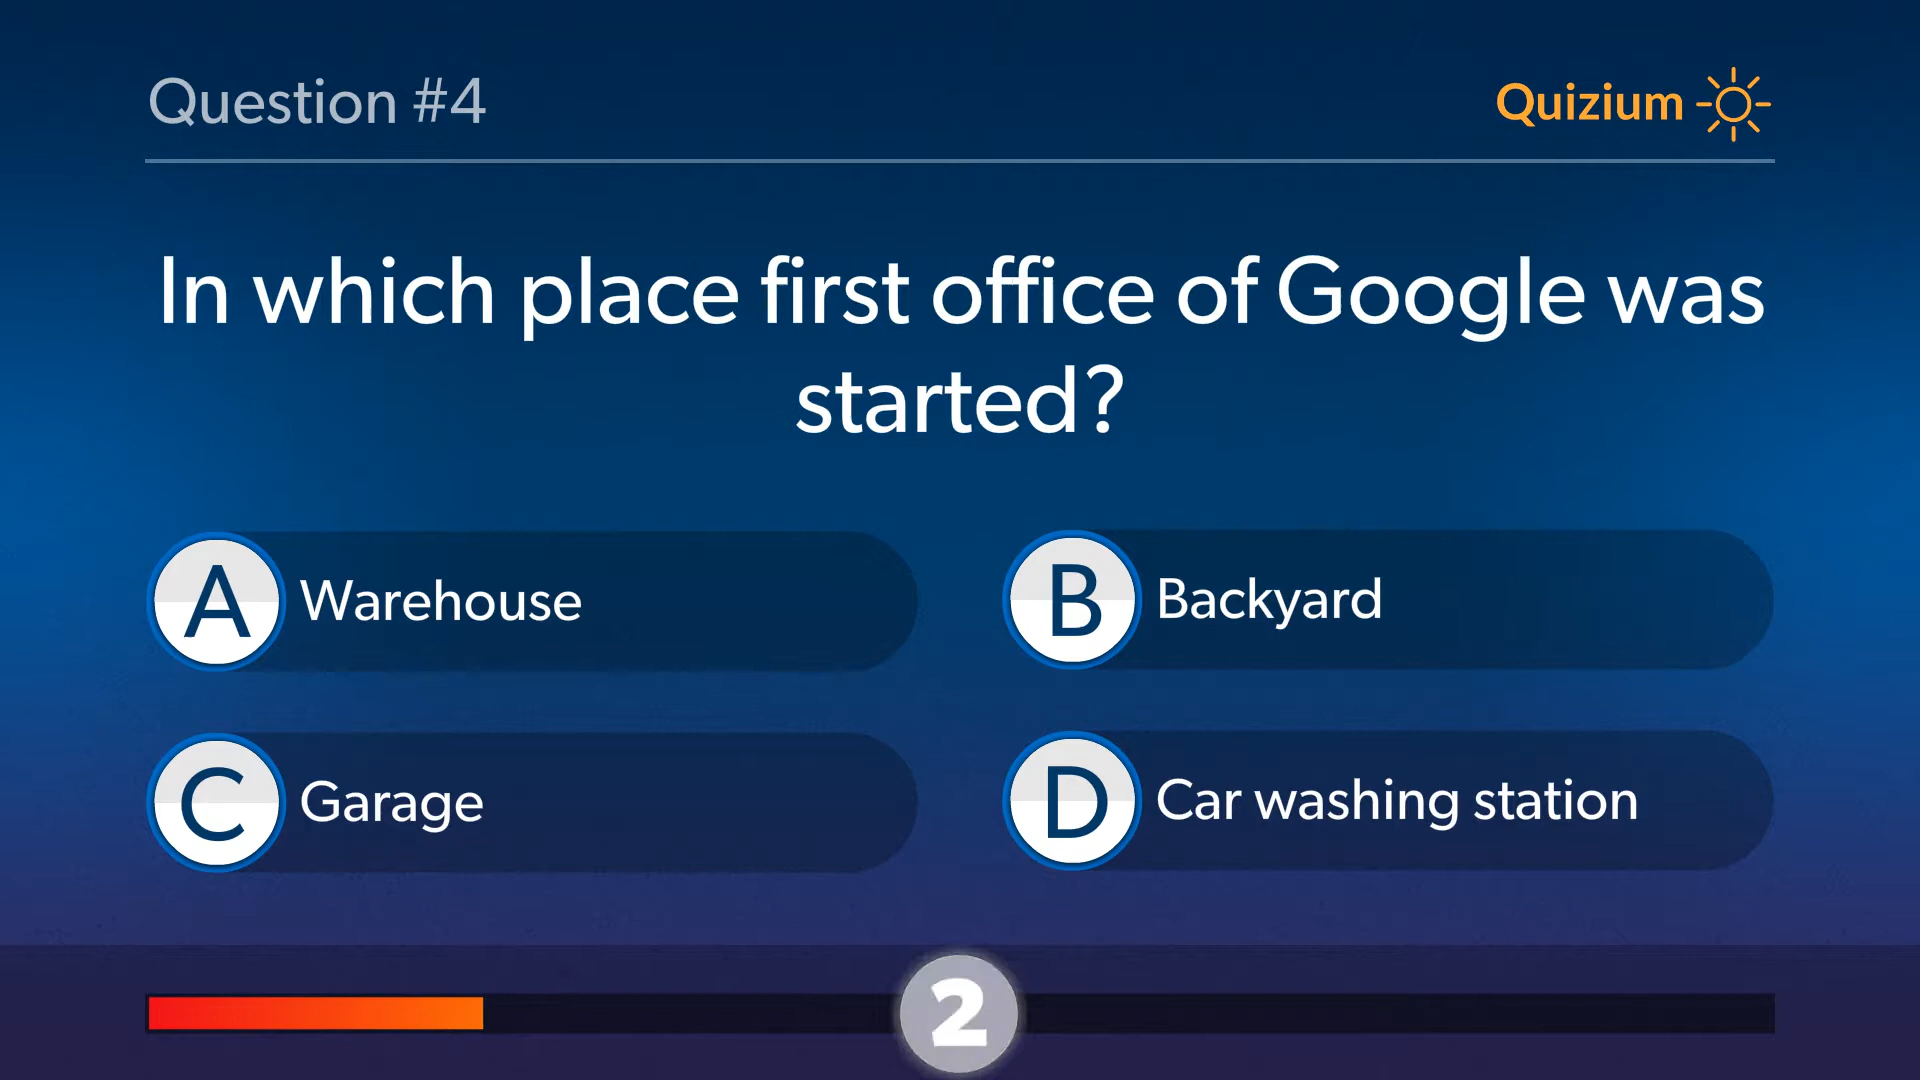 Question #4
Quizium
In which place first office of Google was
started?
A Warehouse
B Backyard
C Garage
D Car washing station
2